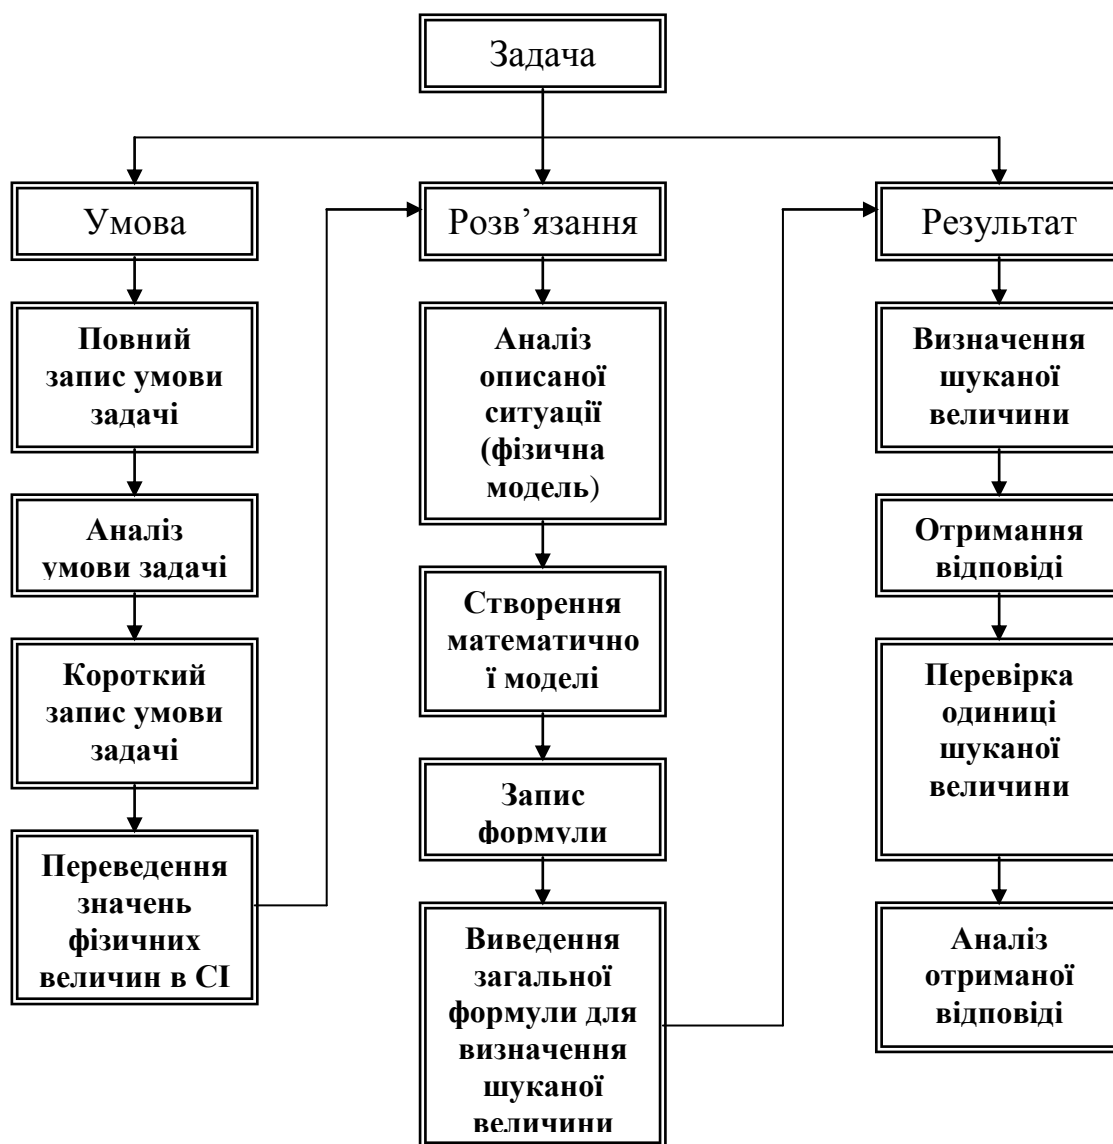 Задача
Умова
Повний
запис умови
задачі
Аналіз
умови задачі
Короткий
запис умови
задачі
Переведення
значень
фізичних
величин в СІ
Розв’язання
Аналіз
описаної
ситуації
(фізична
модель)
Створення
математично
ї моделі
Запис
формули
Виведення
загальної
формули для
визначення
шуканої
величини
Результат
Визначення
шуканої
величини
Отримання
відповіді
Перевірка
одиниці
шуканої
величини
Аналіз
отриманої
відповіді